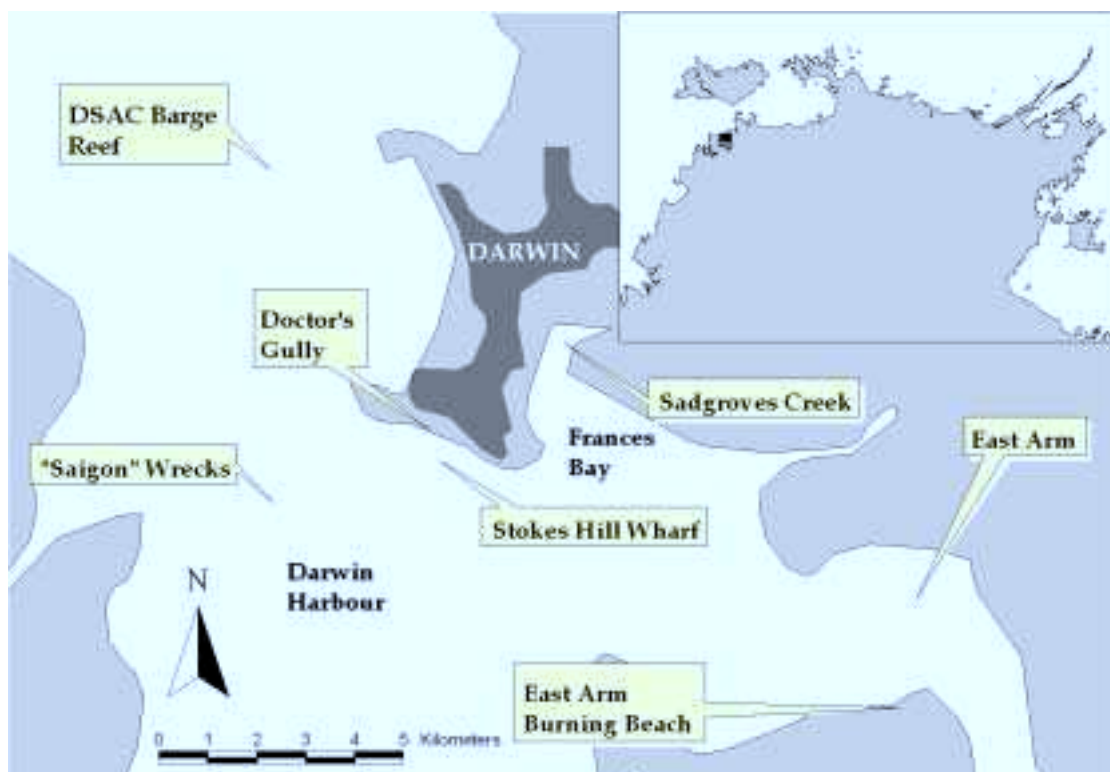 DSAC Barge
Reef
DARWIN
Doctor's
Gully
Sadgroves Creek
Frances
Bay
East Arm
"Saigon" Wrecks
Stokes Hill Wharf
Darwin
Harbour
N
East Arm
Burning Beach
0 1 2 3 4 5 Kilometers